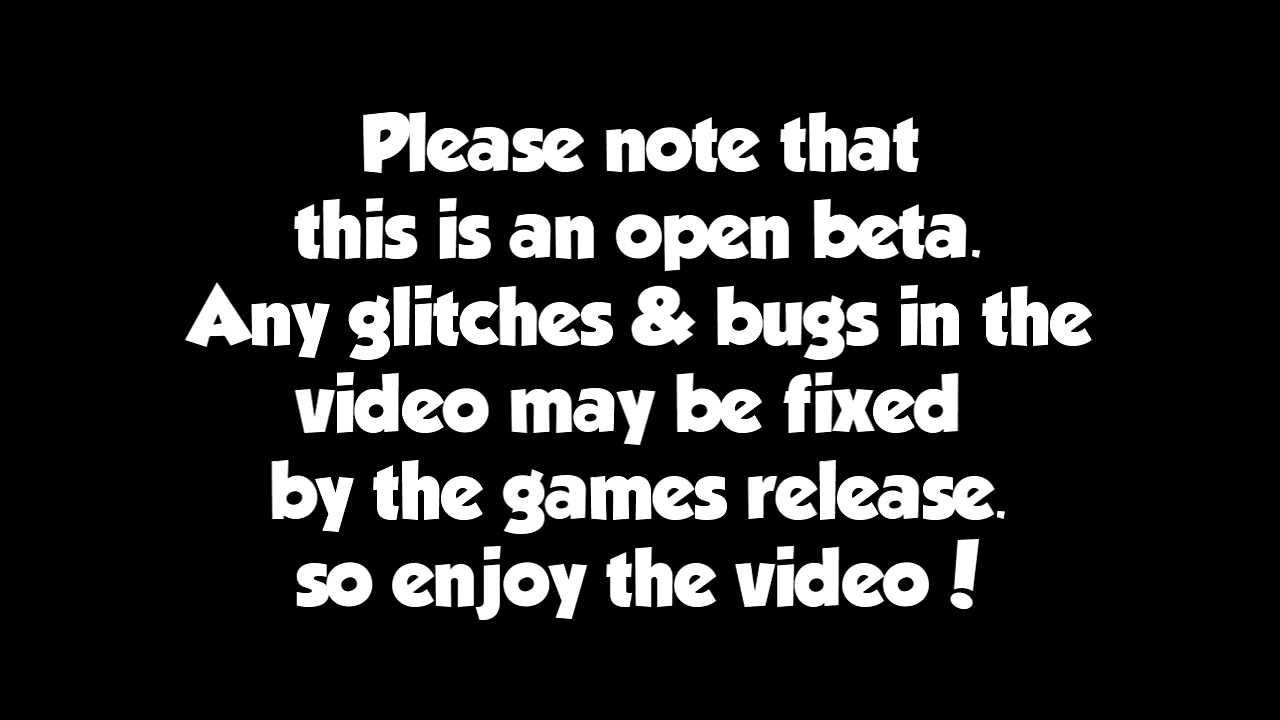 Please note that
this is an open beta.
Any glitches & bugs in the
video may be fixed
by the games release.
so enjoy the video!